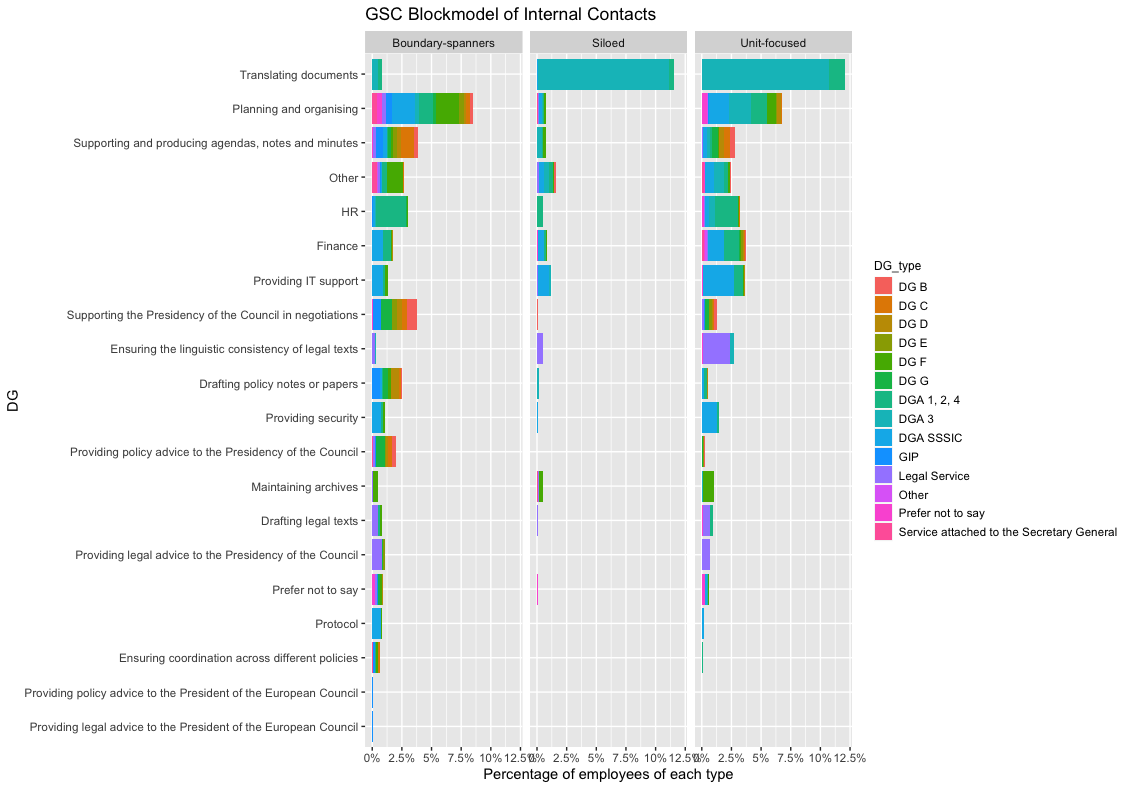 GSC Blockmodel of Internal Contacts
Boundary-spanners
Siloed
Unit-focused
DG
Translating documents
Planning and organising
Supporting and producing agendas, notes and minutes
Other
HR
Finance
Providing IT support
Supporting the Presidency of the Council in negotiations
Ensuring the linguistic consistency of legal texts
Drafting policy notes or papers
Providing security
Providing policy advice to the Presidency of the Council
Maintaining archives
Drafting legal texts
Providing legal advice to the Presidency of the Council
Prefer not to say
Protocol
Ensuring coordination across different policies
Providing policy advice to the President of the European Council
Providing legal advice to the President of the European Council
0% 2.5% 5% 7.5% 10% 12.5%
0% 2.5% 5% 7.5% 10% 12.5%
0% 2.5% 5% 7.5% 10% 12.5%
Percentage of employees of each type
DG_type
DG B
DG C
DG D
DG E
DG F
DG G
DGA 1, 2, 4
DGA 3
DGA SSSIC
GIP
Legal Service
Other
Prefer not to say
Service attached to the Secretary General